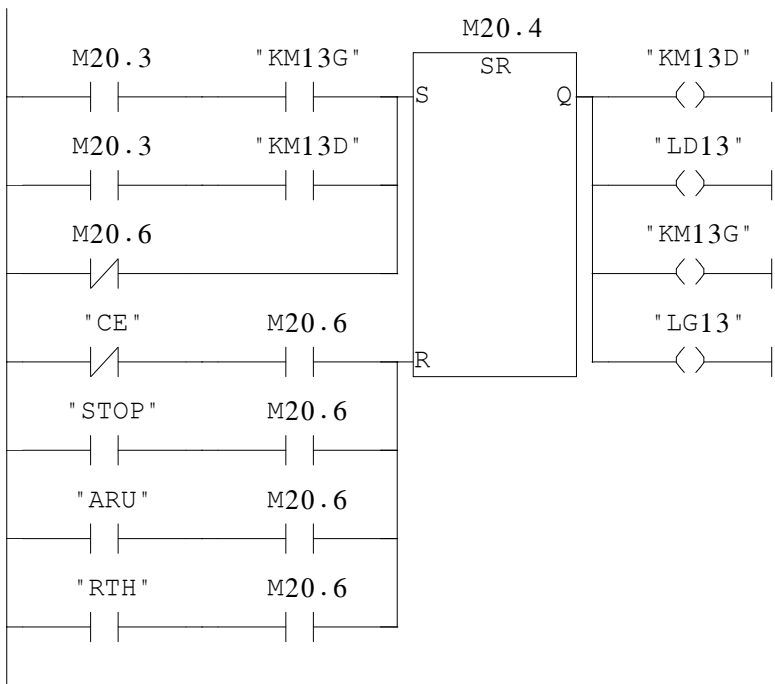 M20.4
M20.3 "KM13G" SR "KM13D"
S Q
M20.3 "KM13D" "LD13"
M20.6 "KM13G"
"CE" M20.6 "LG13"
R
"STOP" M20.6
"ARU" M20.6
"RTH" M20.6